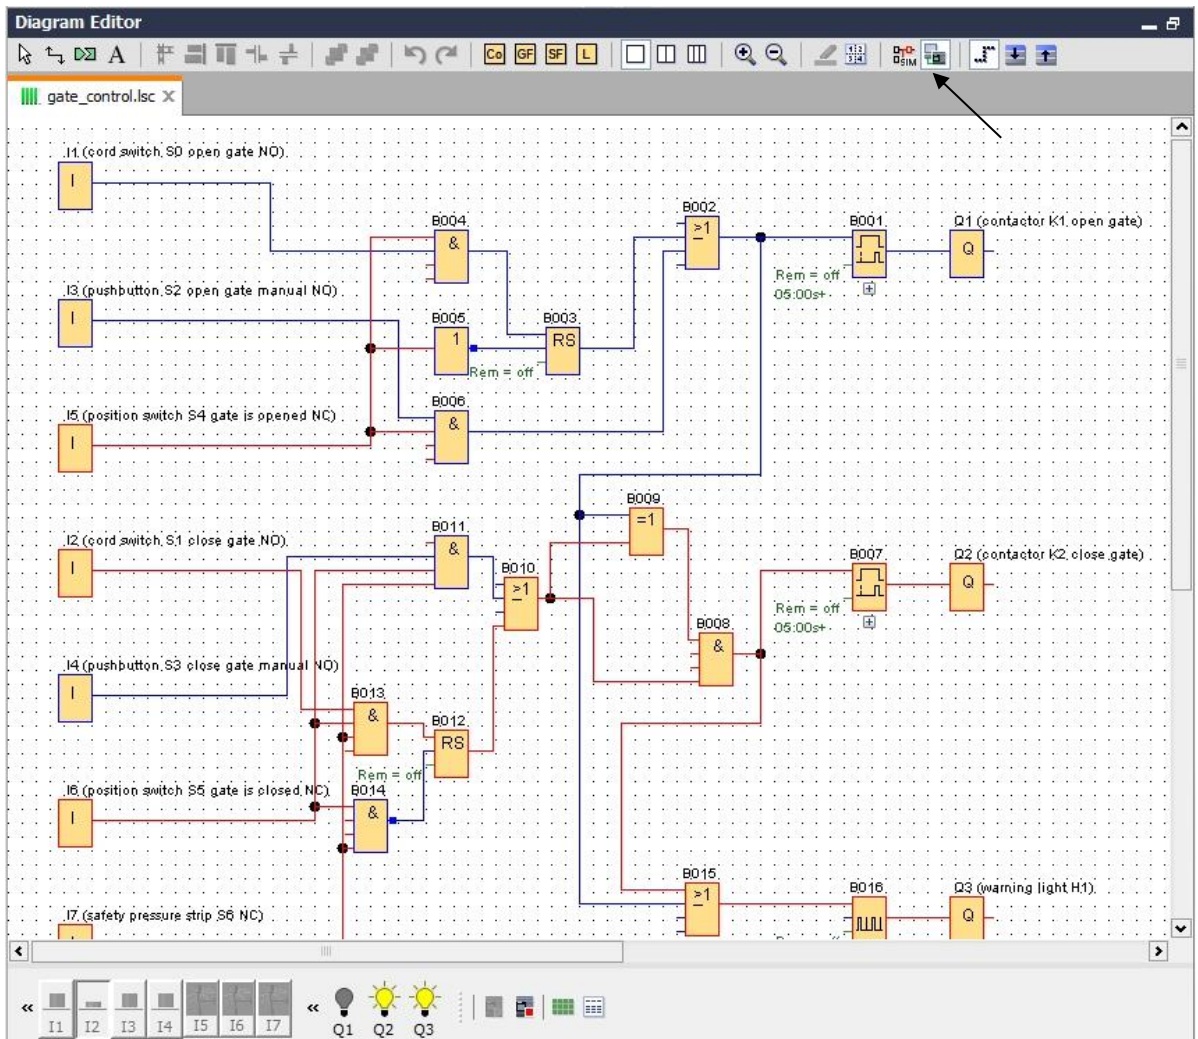 Diagram Editor
A Co GF SF L SIM
gate_control.lsc X
I1 (cord switch S0 open gate NO)
I
B004
&
B002
>1
B001
Q1 (contactor K1 open gate)
Q
Rem = off
05:00s+
I3 (pushbutton S2 open gate manual NO)
I
B005
1
B003
RS
Rem = off
B006
&
I5 (position switch S4 gate is opened NC)
I
B009
=1
B011
&
I2 (cord switch S1 close gate NO)
I
B010
>1
B007
Q2 (contactor K2 close gate)
Q
Rem = off
05:00s+
B008
&
I4 (pushbutton S3 close gate manual NO)
I
B013
&
B012
RS
Rem = off
I6 (position switch S5 gate is closed NC)
I
B014
&
B015
>1
B016
Q3 (warning light H1)
Q
I7 (safety pressure strip S6 NC)
« I1 I2 I3 I4 I5 I6 I7 « Q1 Q2 Q3